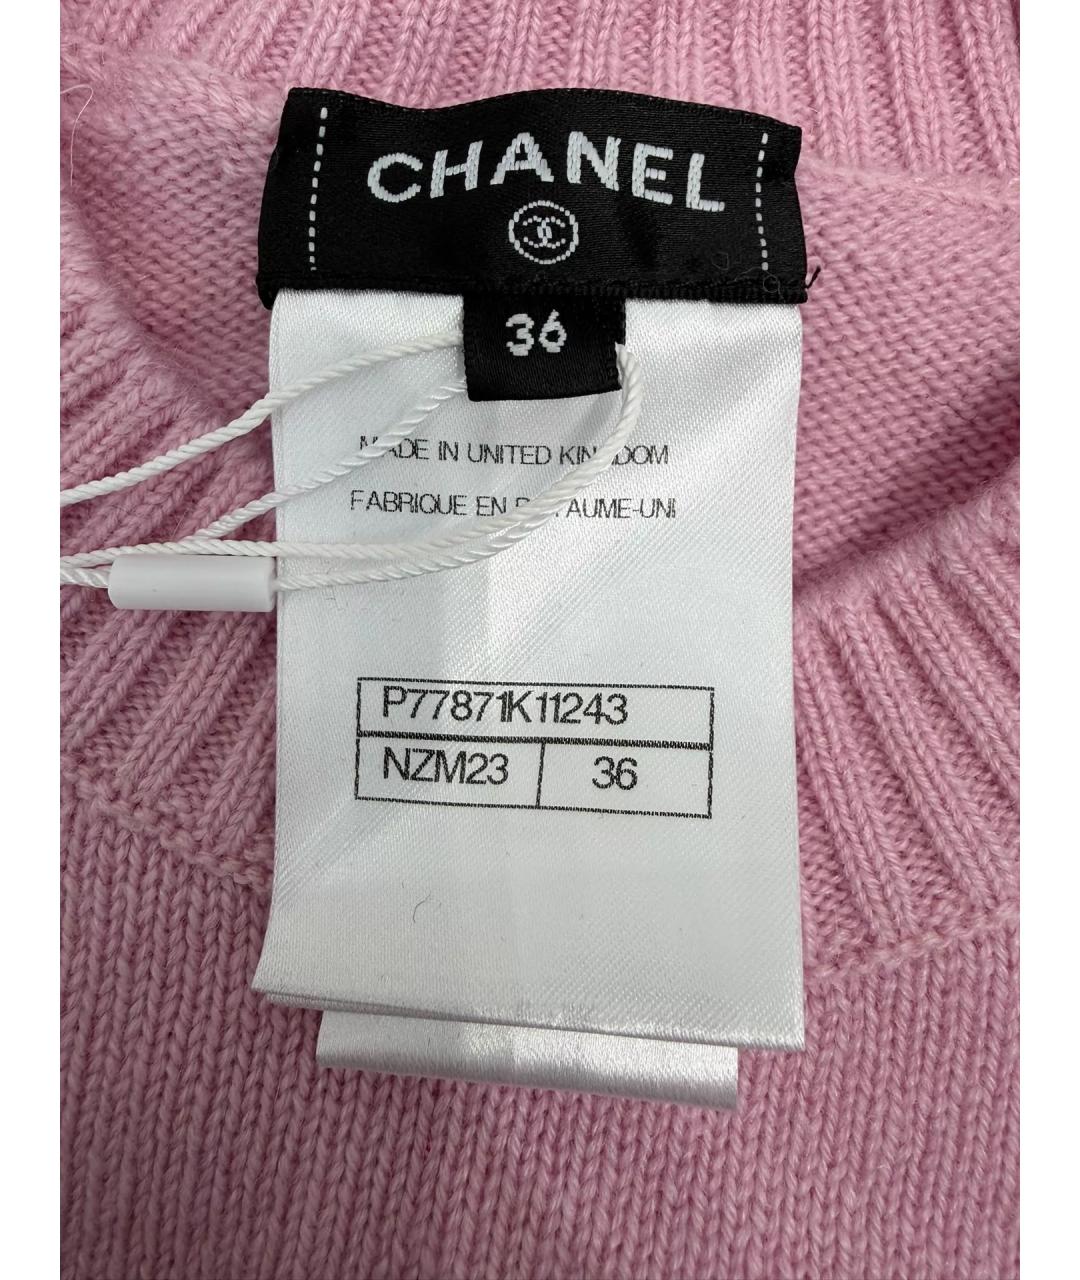 CHANEL
36
MADE IN UNITED KINGDOM
FABRIQUE EN ROYAUME-UNI
P77871K11243
NZM23 36